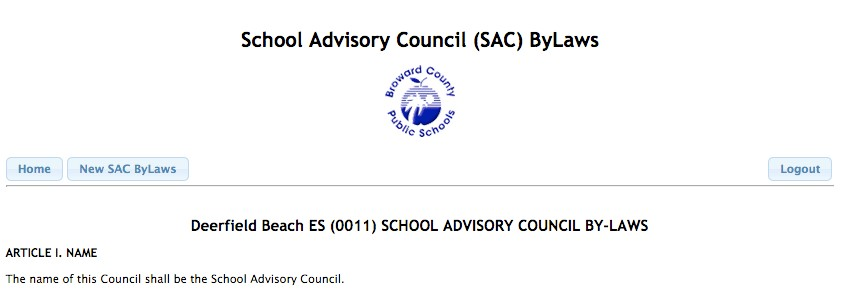 School Advisory Council (SAC) ByLaws
Broward County
Public Schools
Home New SAC ByLaws Logout
Deerfield Beach ES (0011) SCHOOL ADVISORY COUNCIL BY-LAWS
ARTICLE I. NAME
The name of this Council shall be the School Advisory Council.